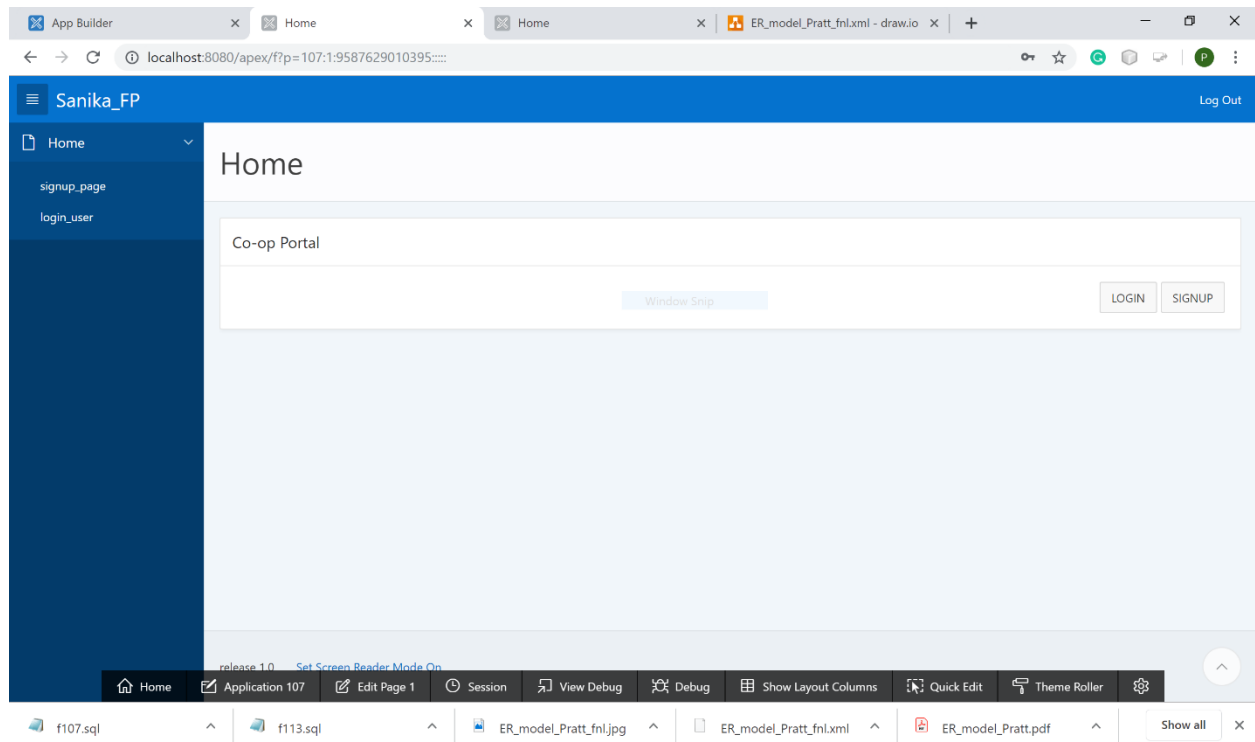 App Builder
Home
Home
ER_model_Pratt_fnl.xml - draw.io
localhost:8080/apex/f?p=107:1:9587629010395:::::
P
Sanika_FP
Log Out
Home
signup_page
login_user
Home
Co-op Portal
Window Snip
LOGIN
SIGNUP
release 1.0
Set Screen Reader Mode On
Home
Application 107
Edit Page 1
Session
View Debug
Debug
Show Layout Columns
Quick Edit
Theme Roller
f107.sql
f113.sql
ER_model_Pratt_fnl.jpg
ER_model_Pratt_fnl.xml
ER_model_Pratt.pdf
Show all